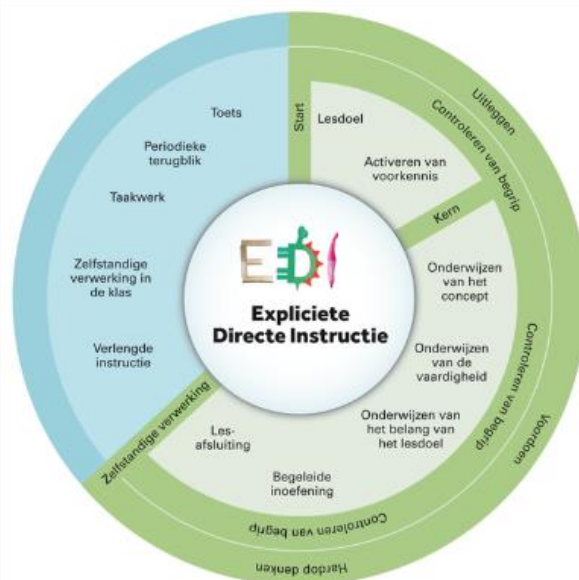 Toets
Periodieke
terugblik
Taakwerk
Zelfstandige
verwerking in
de klas
Verlengde
instructie
Start
Lesdoel
Activeren van
voorkennis
Controleren van begrip
Uitleggen
Kern
EDI
Expliciete
Directe Instructie
Onderwijzen
van het
concept
Onderwijzen
van de
vaardigheid
Onderwijzen van
het belang van
het lesdoel
Controleren van begrip
Voordoen
Zelfstandige verwerking
Les-
afsluiting
Begeleide
inoefening
Controleren van begrip
Hardop denken